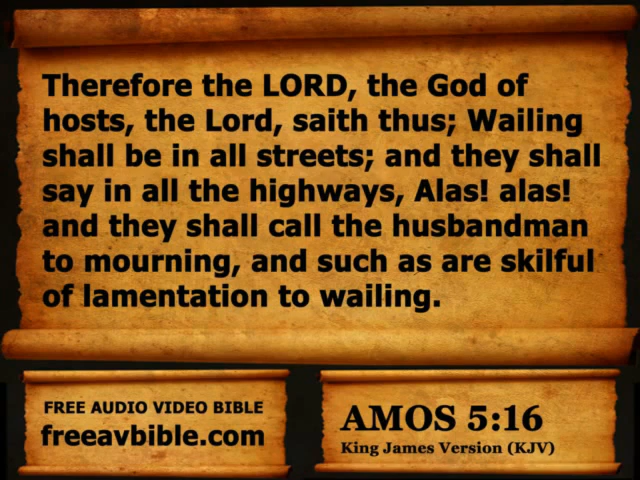 Therefore the LORD, the God of
hosts, the Lord, saith thus; Wailing
shall be in all streets; and they shall
say in all the highways, Alas! alas!
and they shall call the husbandman
to mourning, and such as are skilful
of lamentation to wailing.
FREE AUDIO VIDEO BIBLE
freeavbible.com
AMOS 5:16
King James Version (KJV)